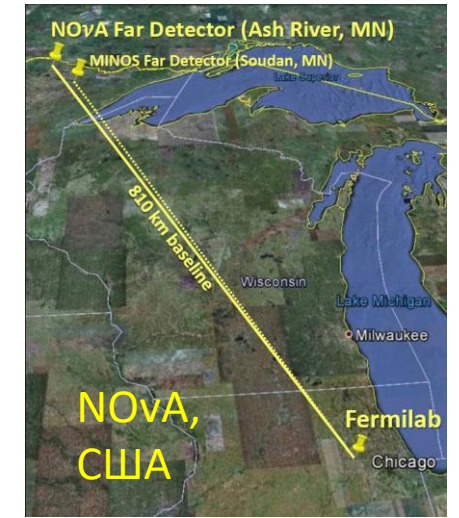 NOνA Far Detector (Ash River, MN)
MINOS Far Detector (Soudan, MN)
Lake Superior
810 km baseline
Wisconsin
Lake Michigan
Milwaukee
NOνA,
США
Fermilab
Chicago